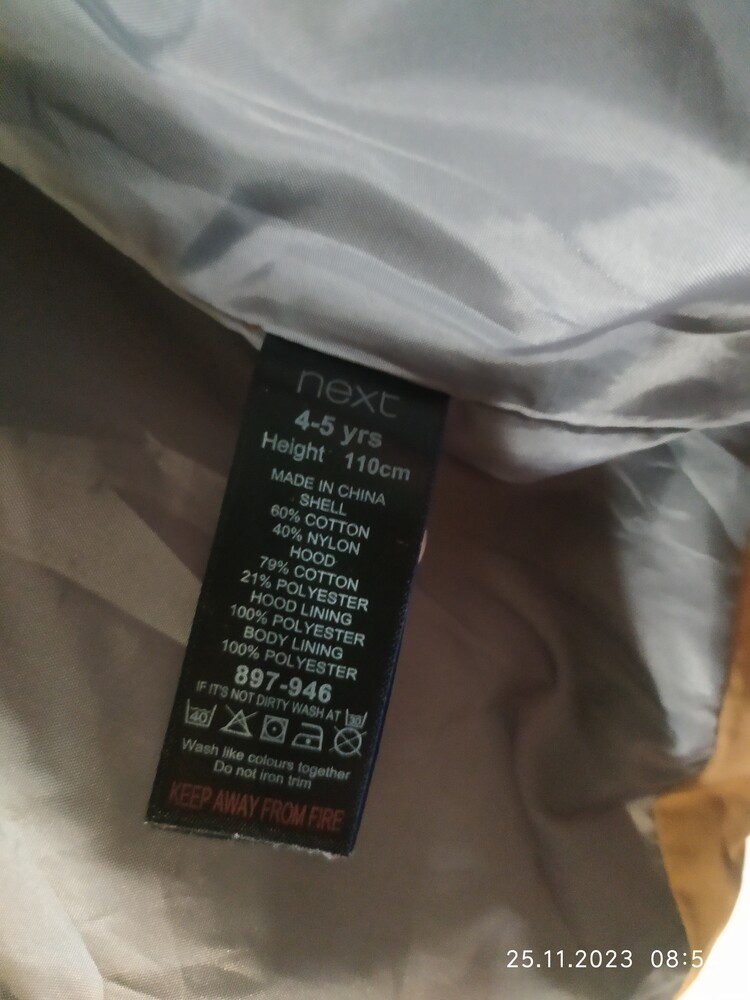 next
4-5 yrs
Height 110cm
MADE IN CHINA
SHELL
60% COTTON
40% NYLON
HOOD
79% COTTON
21% POLYESTER
HOOD LINING
100% POLYESTER
BODY LINING
100% POLYESTER
897-946
IF IT'S NOT DIRTY WASH AT 30
40
Wash like colours together
Do not iron trim
KEEP AWAY FROM FIRE
25.11.2023 08:5